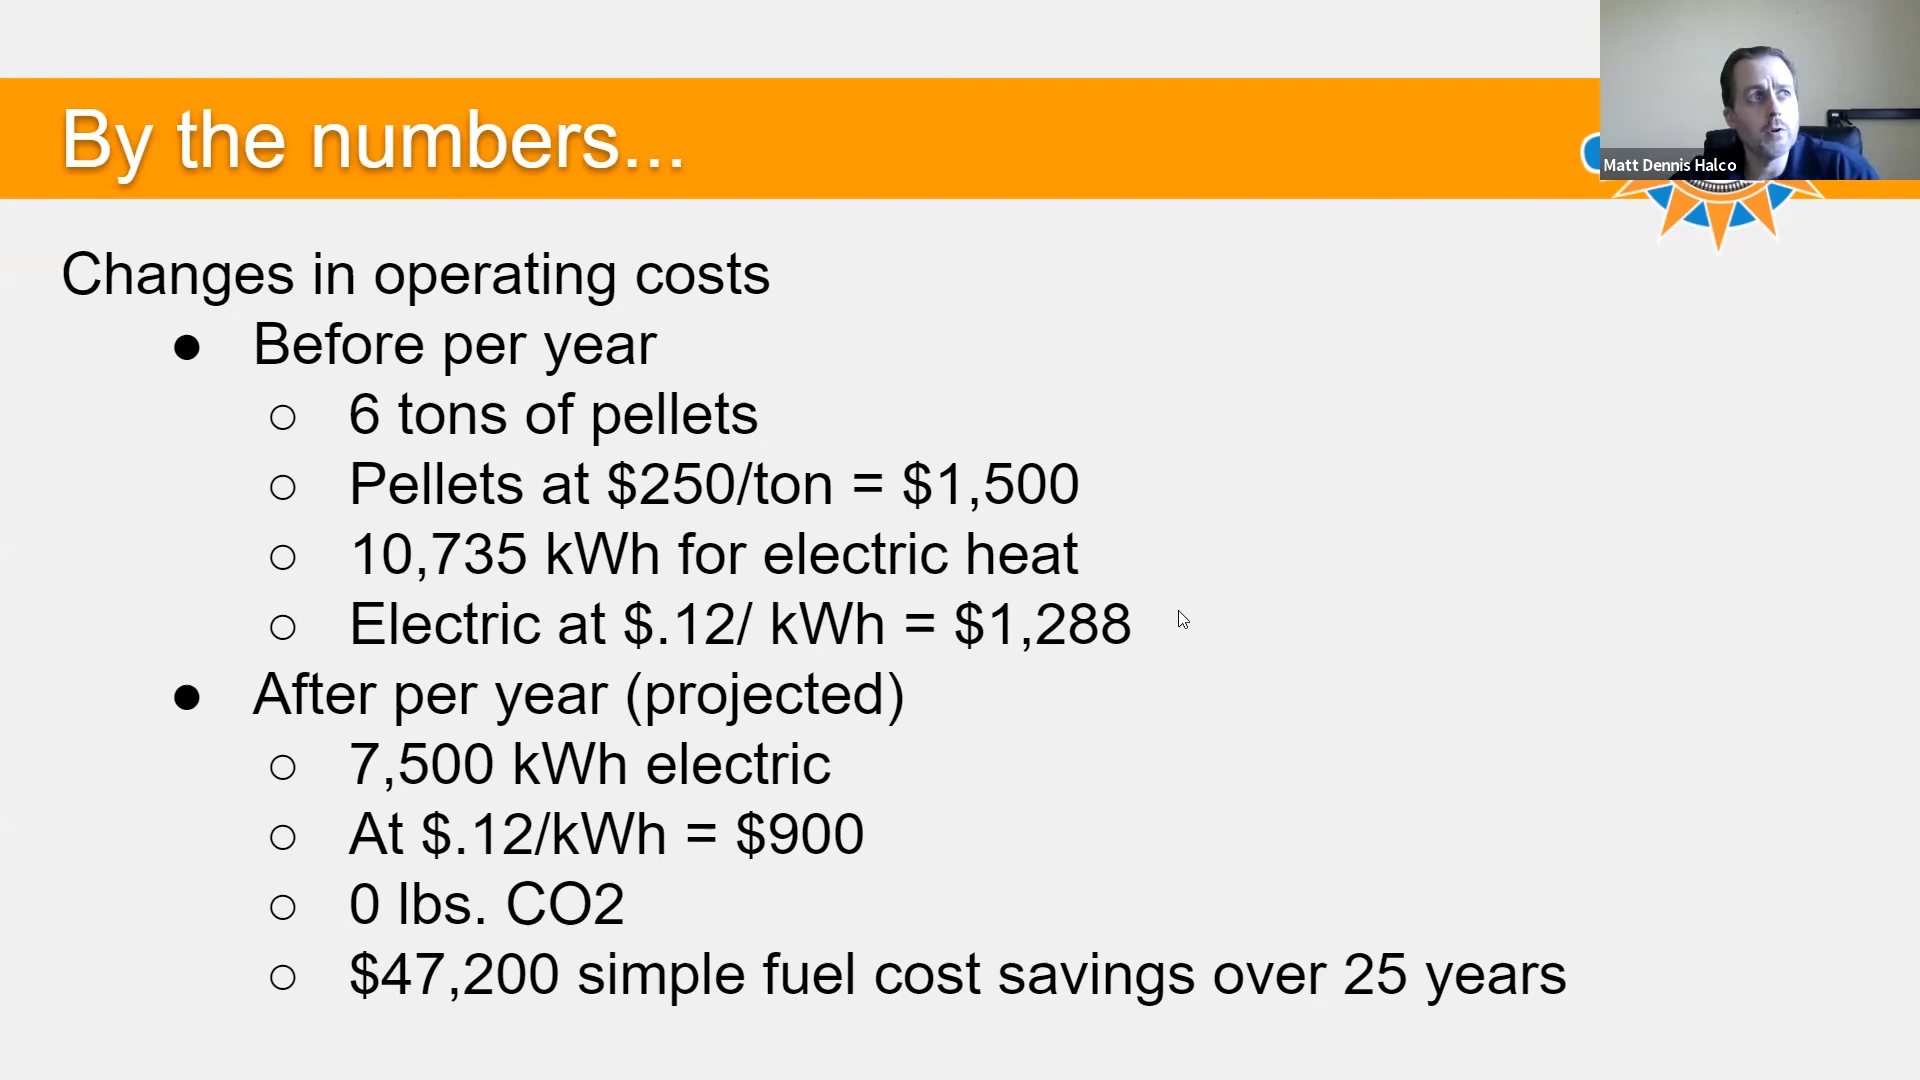 By the numbers...
Matt Dennis Halco
Changes in operating costs
● Before per year
○ 6 tons of pellets
○ Pellets at $250/ton = $1,500
○ 10,735 kWh for electric heat
○ Electric at $.12/ kWh = $1,288
● After per year (projected)
○ 7,500 kWh electric
○ At $.12/kWh = $900
○ 0 lbs. CO2
○ $47,200 simple fuel cost savings over 25 years